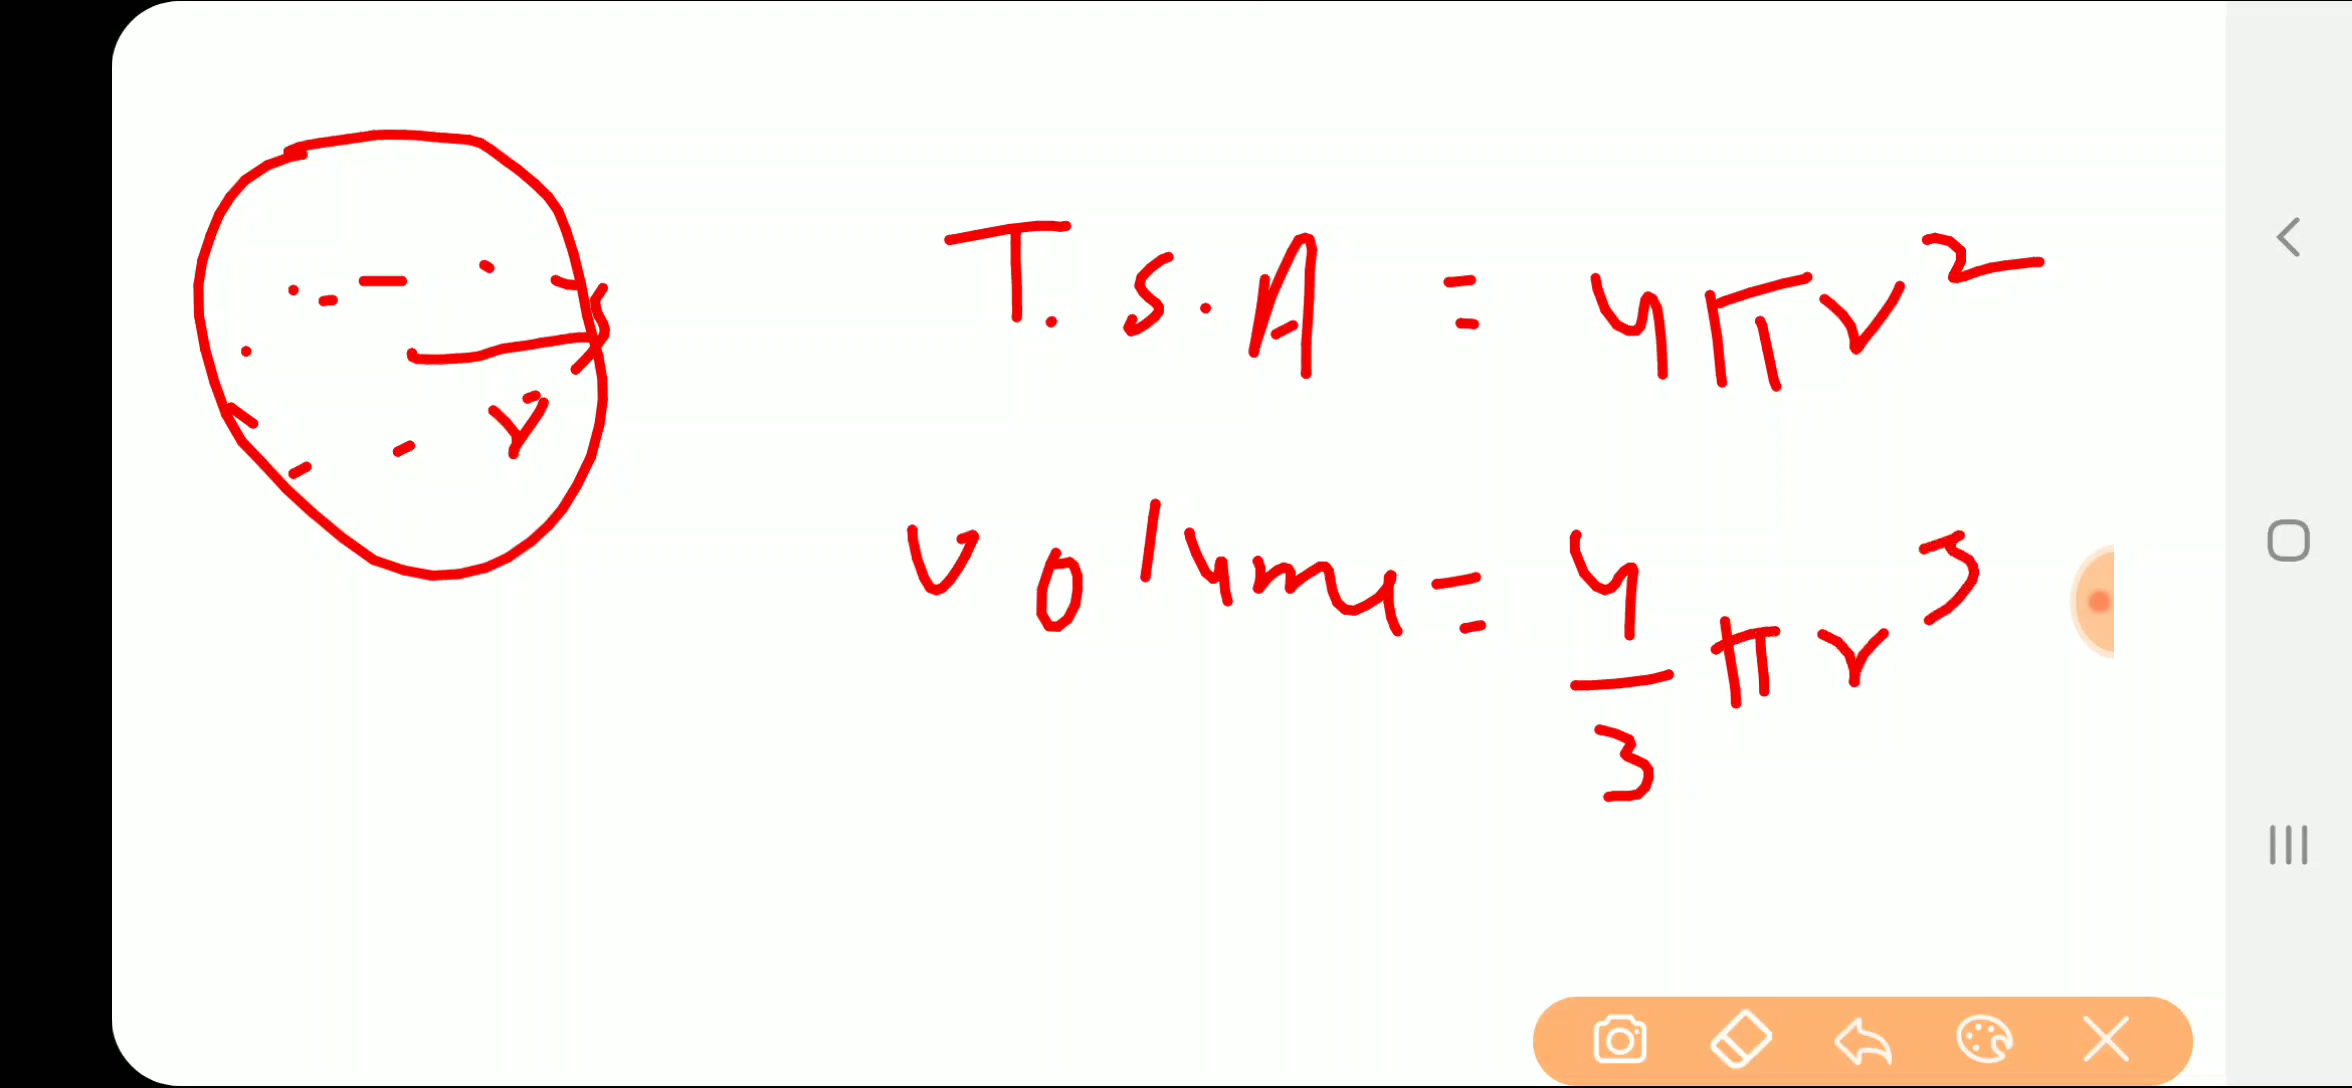 T.S.A = 4πr²
volume = 4/3 πr³
r